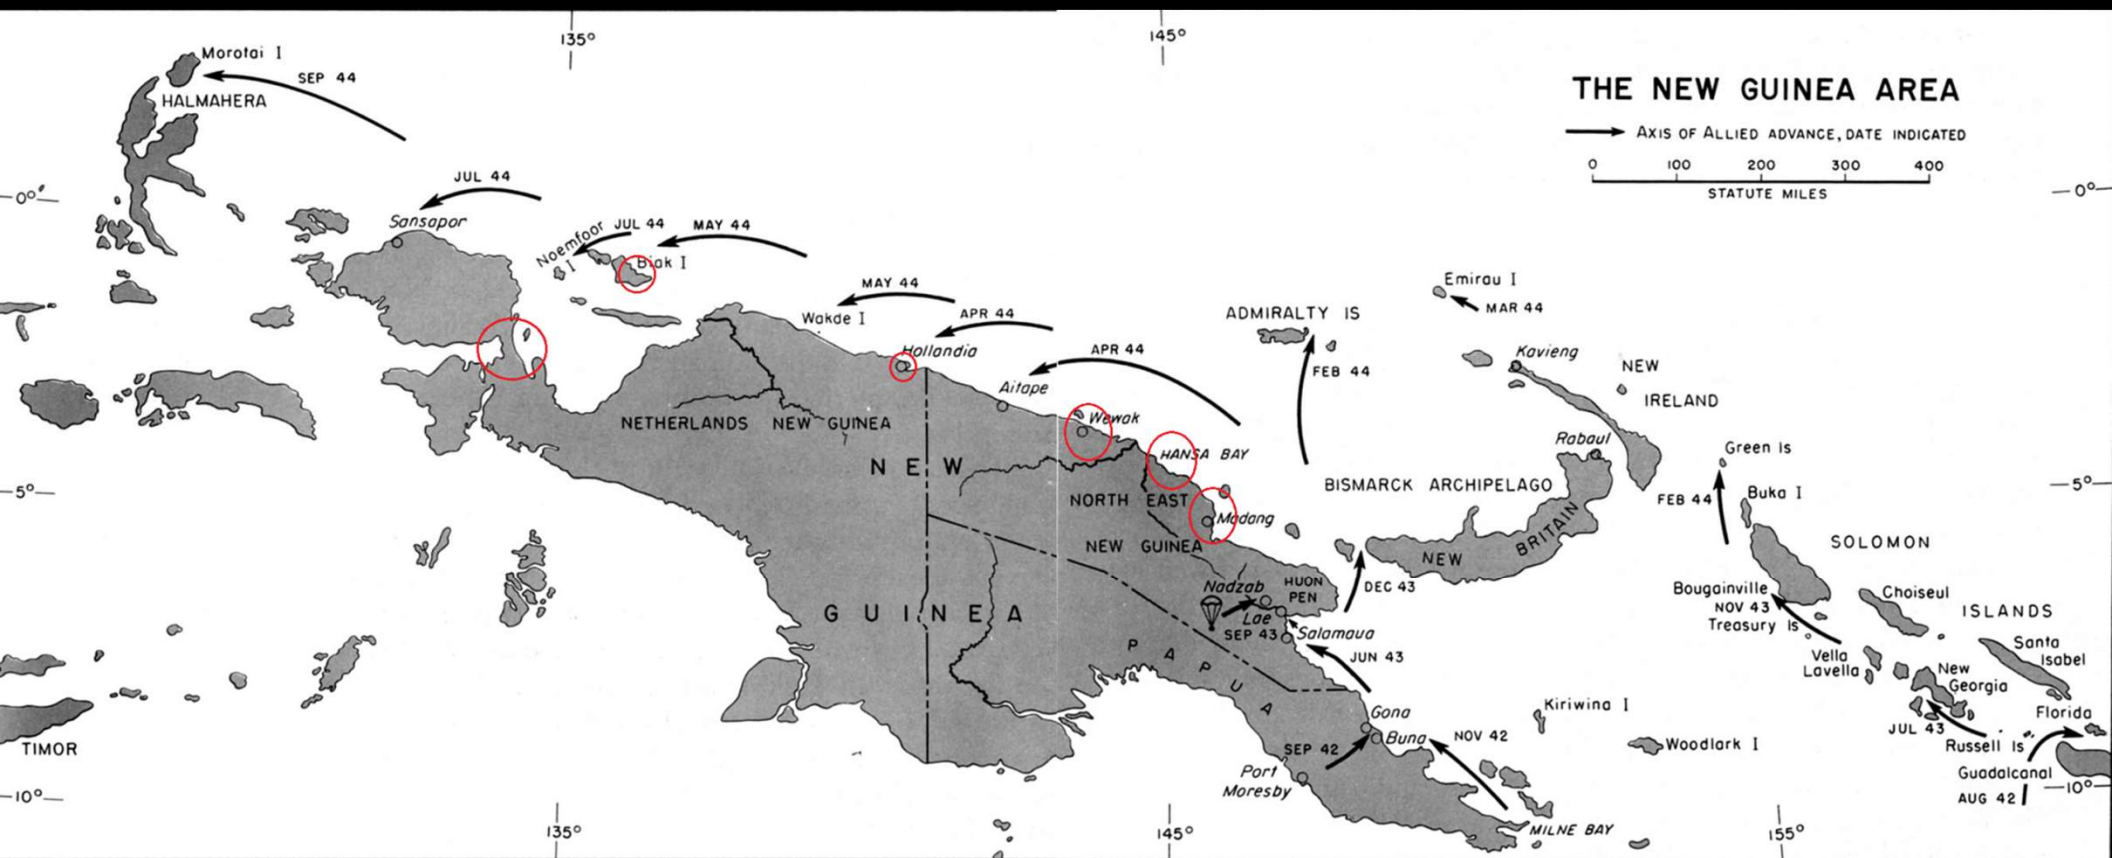 135°
145°
Morotai I
SEP 44
HALMAHERA
THE NEW GUINEA AREA
AXIS OF ALLIED ADVANCE, DATE INDICATED
0 100 200 300 400
STATUTE MILES
0°
0°
JUL 44
Sansapor
Noemfoor I
JUL 44
MAY 44
Biak I
MAY 44
Wakde I
APR 44
Hollandia
APR 44
Aitape
Wewak
HANSA BAY
Madang
ADMIRALTY IS
FEB 44
Emirau I
MAR 44
Kavieng
NEW
IRELAND
Rabaul
NETHERLANDS NEW GUINEA
NEW
GUINEA
NORTH EAST
NEW GUINEA
5°
5°
BISMARCK ARCHIPELAGO
NEW BRITAIN
Green Is
FEB 44
Buka I
SOLOMON
ISLANDS
Bougainville
NOV 43
Treasury Is
Choiseul
Santa
Isabel
Vella
Lavella
New
Georgia
JUL 43
Russell Is
Florida
Guadalcanal
AUG 42
Nadzab
HUON
PEN
Lae
SEP 43
Salamaua
DEC 43
JUN 43
PAPUA
Gona
Buna
NOV 42
SEP 42
Port
Moresby
Kiriwina I
Woodlark I
MILNE BAY
TIMOR
10°
10°
135°
145°
155°